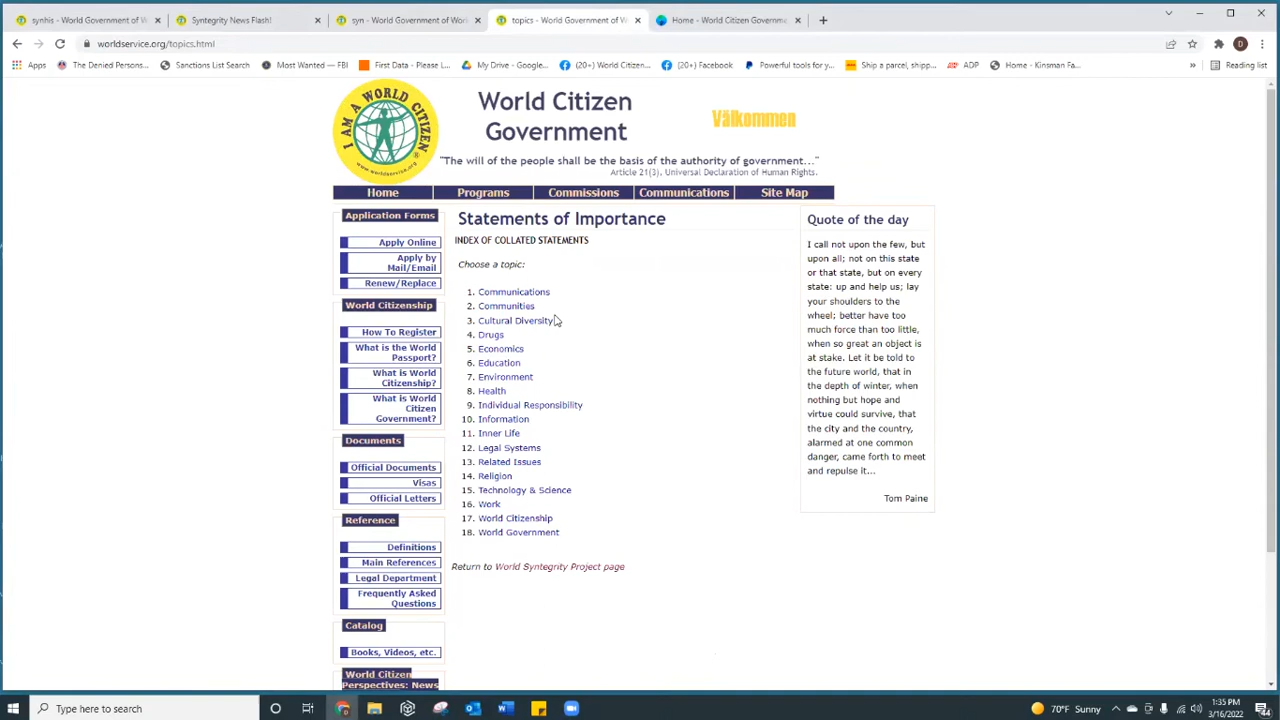 synhis - World Government of W
Syntegrity News Flash!
syn - World Government of Wor
topics - World Government of W
Home - World Citizen Governme
worldservice.org/topics.html
Apps
The Denied Persons...
Sanctions List Search
Most Wanted — FBI
First Data - Please L...
My Drive - Google...
(20+) World Citizen...
(20+) Facebook
Powerful tools for y...
Ship a parcel, shipp...
ADP
Home - Kinsman Fa...
»
Reading list
I AM A WORLD CITIZEN
www.worldservice.org
World Citizen
Government
Välkommen
"The will of the people shall be the basis of the authority of government..."
Article 21(3), Universal Declaration of Human Rights.
Home
Programs
Commissions
Communications
Site Map
Application Forms
Apply Online
Apply by
Mail/Email
Renew/Replace
World Citizenship
How To Register
What is the World
Passport?
What is World
Citizenship?
What is World
Citizen
Government?
Documents
Official Documents
Visas
Official Letters
Reference
Definitions
Main References
Legal Department
Frequently Asked
Questions
Catalog
Books, Videos, etc.
World Citizen
Perspectives: News
Statements of Importance
INDEX OF COLLATED STATEMENTS
Choose a topic:
1. Communications
2. Communities
3. Cultural Diversity
4. Drugs
5. Economics
6. Education
7. Environment
8. Health
9. Individual Responsibility
10. Information
11. Inner Life
12. Legal Systems
13. Related Issues
14. Religion
15. Technology & Science
16. Work
17. World Citizenship
18. World Government
Return to World Syntegrity Project page
Quote of the day
I call not upon the few, but
upon all; not on this state
or that state, but on every
state: up and help us; lay
your shoulders to the
wheel; better have too
much force than too little,
when so great an object is
at stake. Let it be told to
the future world, that in
the depth of winter, when
nothing but hope and
virtue could survive, that
the city and the country,
alarmed at one common
danger, came forth to meet
and repulse it...
Tom Paine
Type here to search
70°F Sunny
1:35 PM
3/16/2022
44